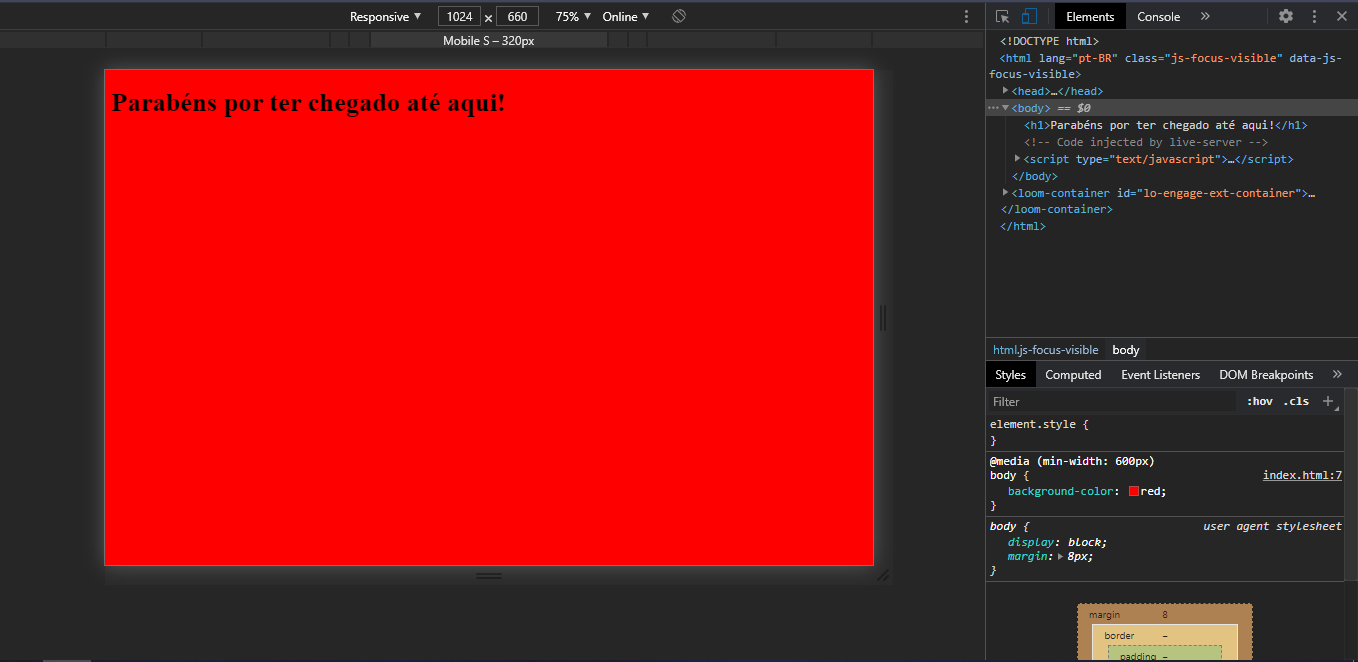 Responsive ▼ 1024 × 660 75% ▼ Online ▼
Mobile S – 320px
Parabéns por ter chegado até aqui!
Elements Console »
<!DOCTYPE html>
<html lang="pt-BR" class="js-focus-visible" data-js-
focus-visible>
<head>…</head>
<body> == $0
<h1>Parabéns por ter chegado até aqui!</h1>
<!-- Code injected by live-server -->
<script type="text/javascript">…</script>
</body>
<loom-container id="lo-engage-ext-container">…
</loom-container>
</html>
html.js-focus-visible body
Styles Computed Event Listeners DOM Breakpoints »
Filter :hov .cls +
element.style {
}
@media (min-width: 600px)
body { index.html:7
background-color: red;
}
body { user agent stylesheet
display: block;
margin: 8px;
}
margin 8
border –
padding –